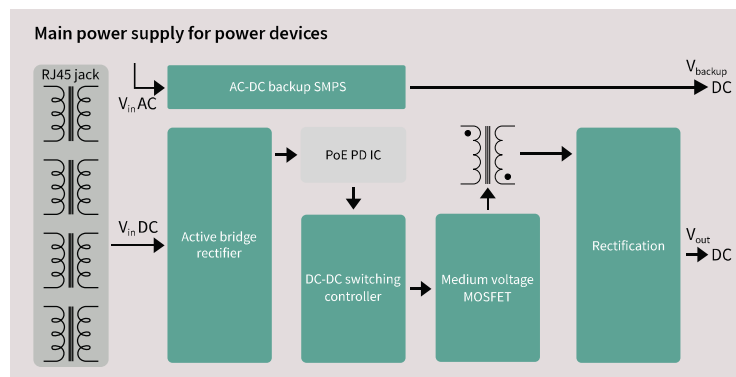 Main power supply for power devices
RJ45 jack
Vin AC
AC-DC backup SMPS
Vbackup
DC
PoE PD IC
Vin DC
Active bridge
rectifier
DC-DC switching
controller
Medium voltage
MOSFET
Rectification
Vout
DC